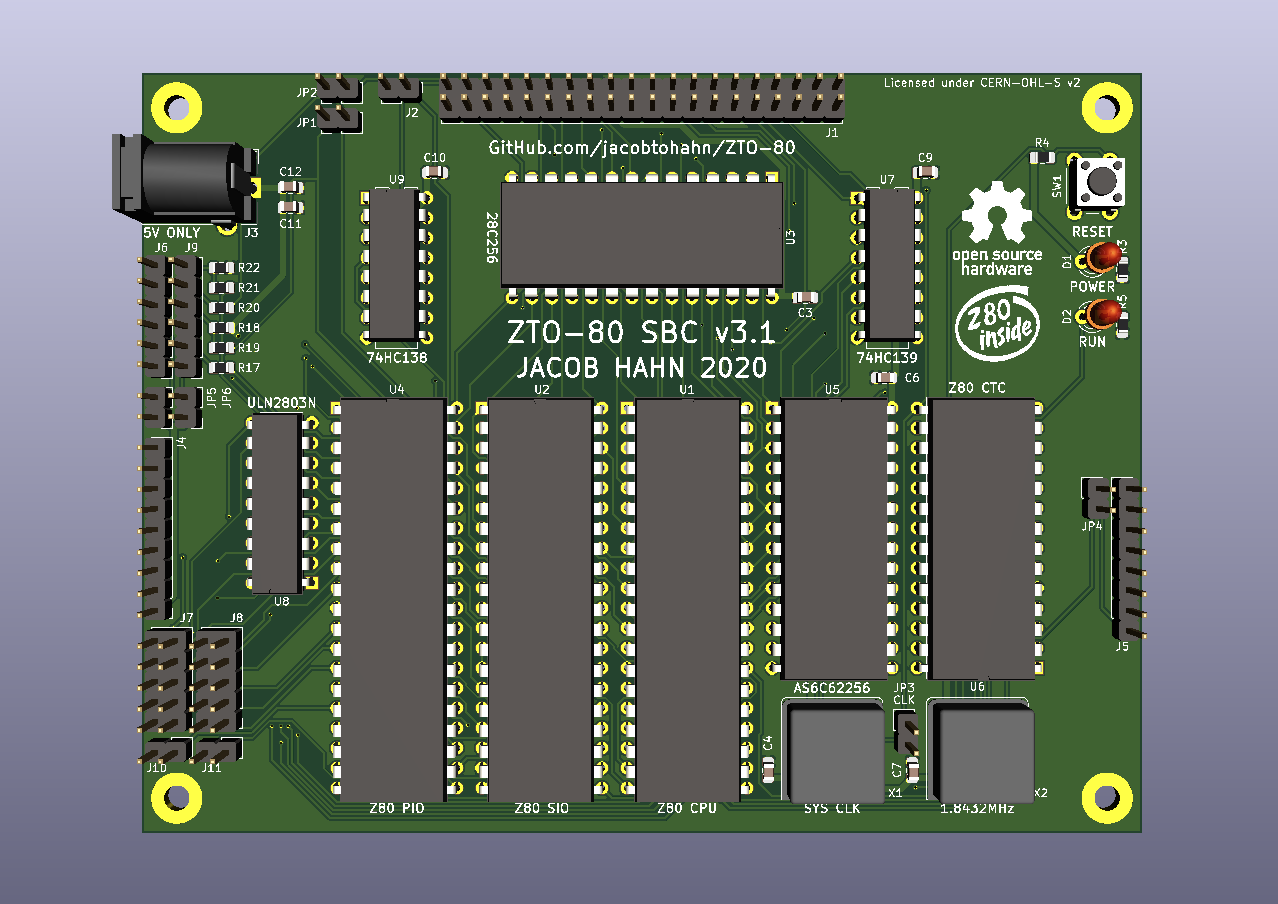 Licensed under CERN-OHL-S v2
JP2
J2
JP1
J1
GitHub.com/jacobtohahn/ZTO-80
R4
C12
C10
C9
U9
U7
SW1
C11
28C256
U3
5V ONLY
J3
RESET
J6
J9
open source
hardware
D1
R3
R22
R21
POWER
R20
C3
R18
ZTO-80 SBC v3.1
Z80
inside
D2
R5
RUN
R19
74HC138
74HC139
R17
JACOB HAHN 2020
C6
JP5
JP6
U4
U2
U1
U5
Z80 CTC
ULN2803N
J4
JP4
U8
J7
J8
J5
AS6C62256
JP3
CLK
U6
C4
C7
J10
J11
X1
X2
Z80 PIO
Z80 SIO
Z80 CPU
SYS CLK
1.8432MHz